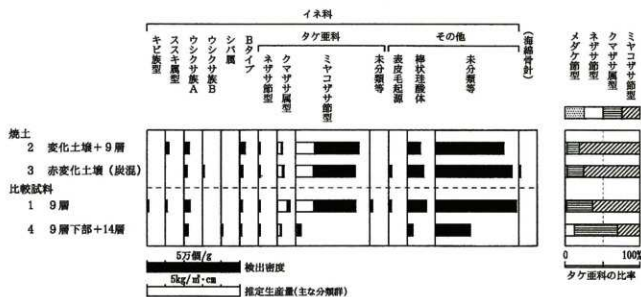 イネ科
タケ亜科
その他
キビ族型
ススキ属型
ウシクサ族A
ウシクサ族B
シバ属
Bタイプ
ネザサ節型
クマザサ属型
ミヤコザサ節型
未分類等
表皮毛起源
棒状珪酸体
未分類等
(海綿骨針)
メダケ節型
ネザサ節型
クマザサ属型
ミヤコザサ節型
焼土
2 変化土壌+9層
3 赤変化土壌(炭混)
比較試料
1 9層
4 9層下部+14層
5万個/g
検出密度
5kg/㎡·cm
推定生産量(主な分類群)
0 100%
タケ亜科の比率